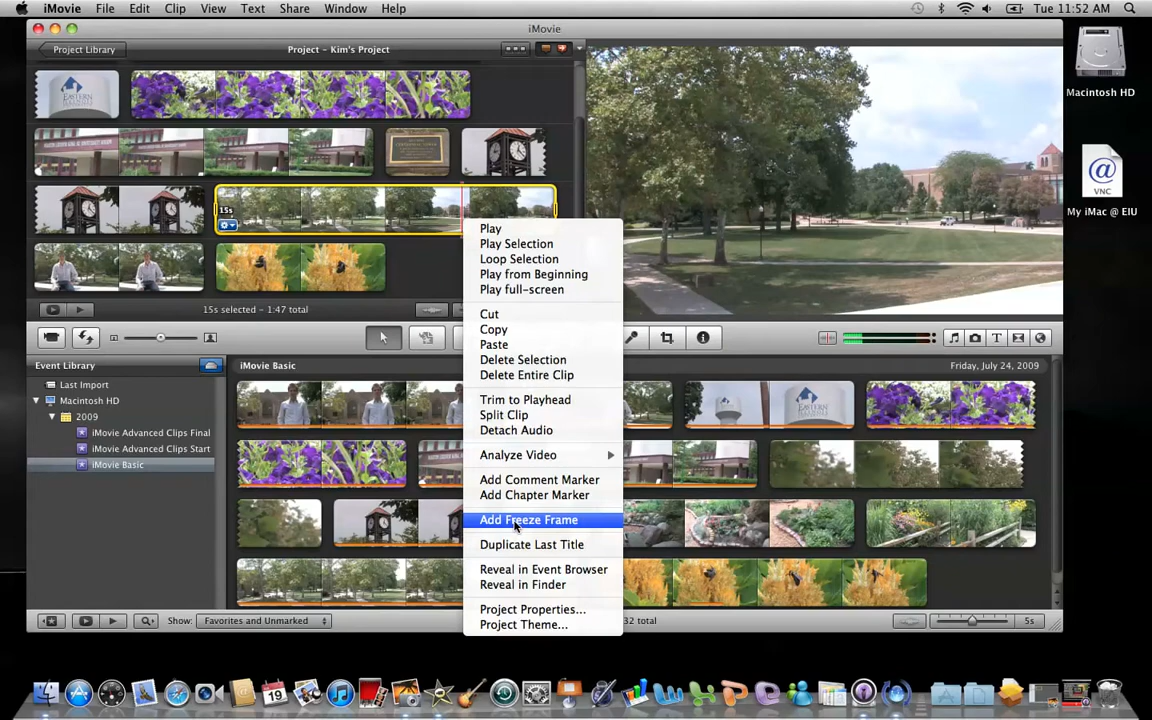 iMovie File Edit Clip View Text Share Window Help
Tue 11:52 AM
iMovie
Project Library
Project - Kim's Project
Macintosh HD
My iMac @ EIU
EASTERN
15s
Play
Play Selection
Loop Selection
Play from Beginning
Play full-screen
Cut
Copy
Paste
Delete Selection
Delete Entire Clip
Trim to Playhead
Split Clip
Detach Audio
Analyze Video
Add Comment Marker
Add Chapter Marker
Add Freeze Frame
Duplicate Last Title
Reveal in Event Browser
Reveal in Finder
Project Properties...
Project Theme...
15s selected - 1:47 total
Event Library
iMovie Basic
Friday, July 24, 2009
Last Import
Macintosh HD
2009
iMovie Advanced Clips Final
iMovie Advanced Clips Start
iMovie Basic
EASTERN
Show: Favorites and Unmarked
32 total
5s
19